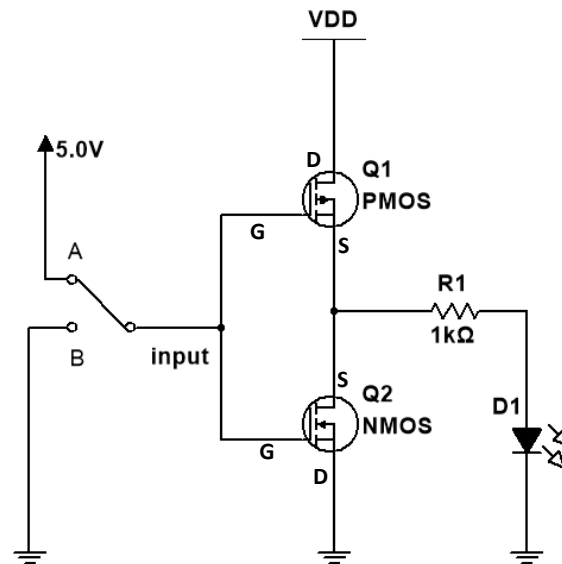 VDD
5.0V
D
Q1
PMOS
G
S
A
R1
1kΩ
B
input
S
Q2
NMOS
D1
G
D